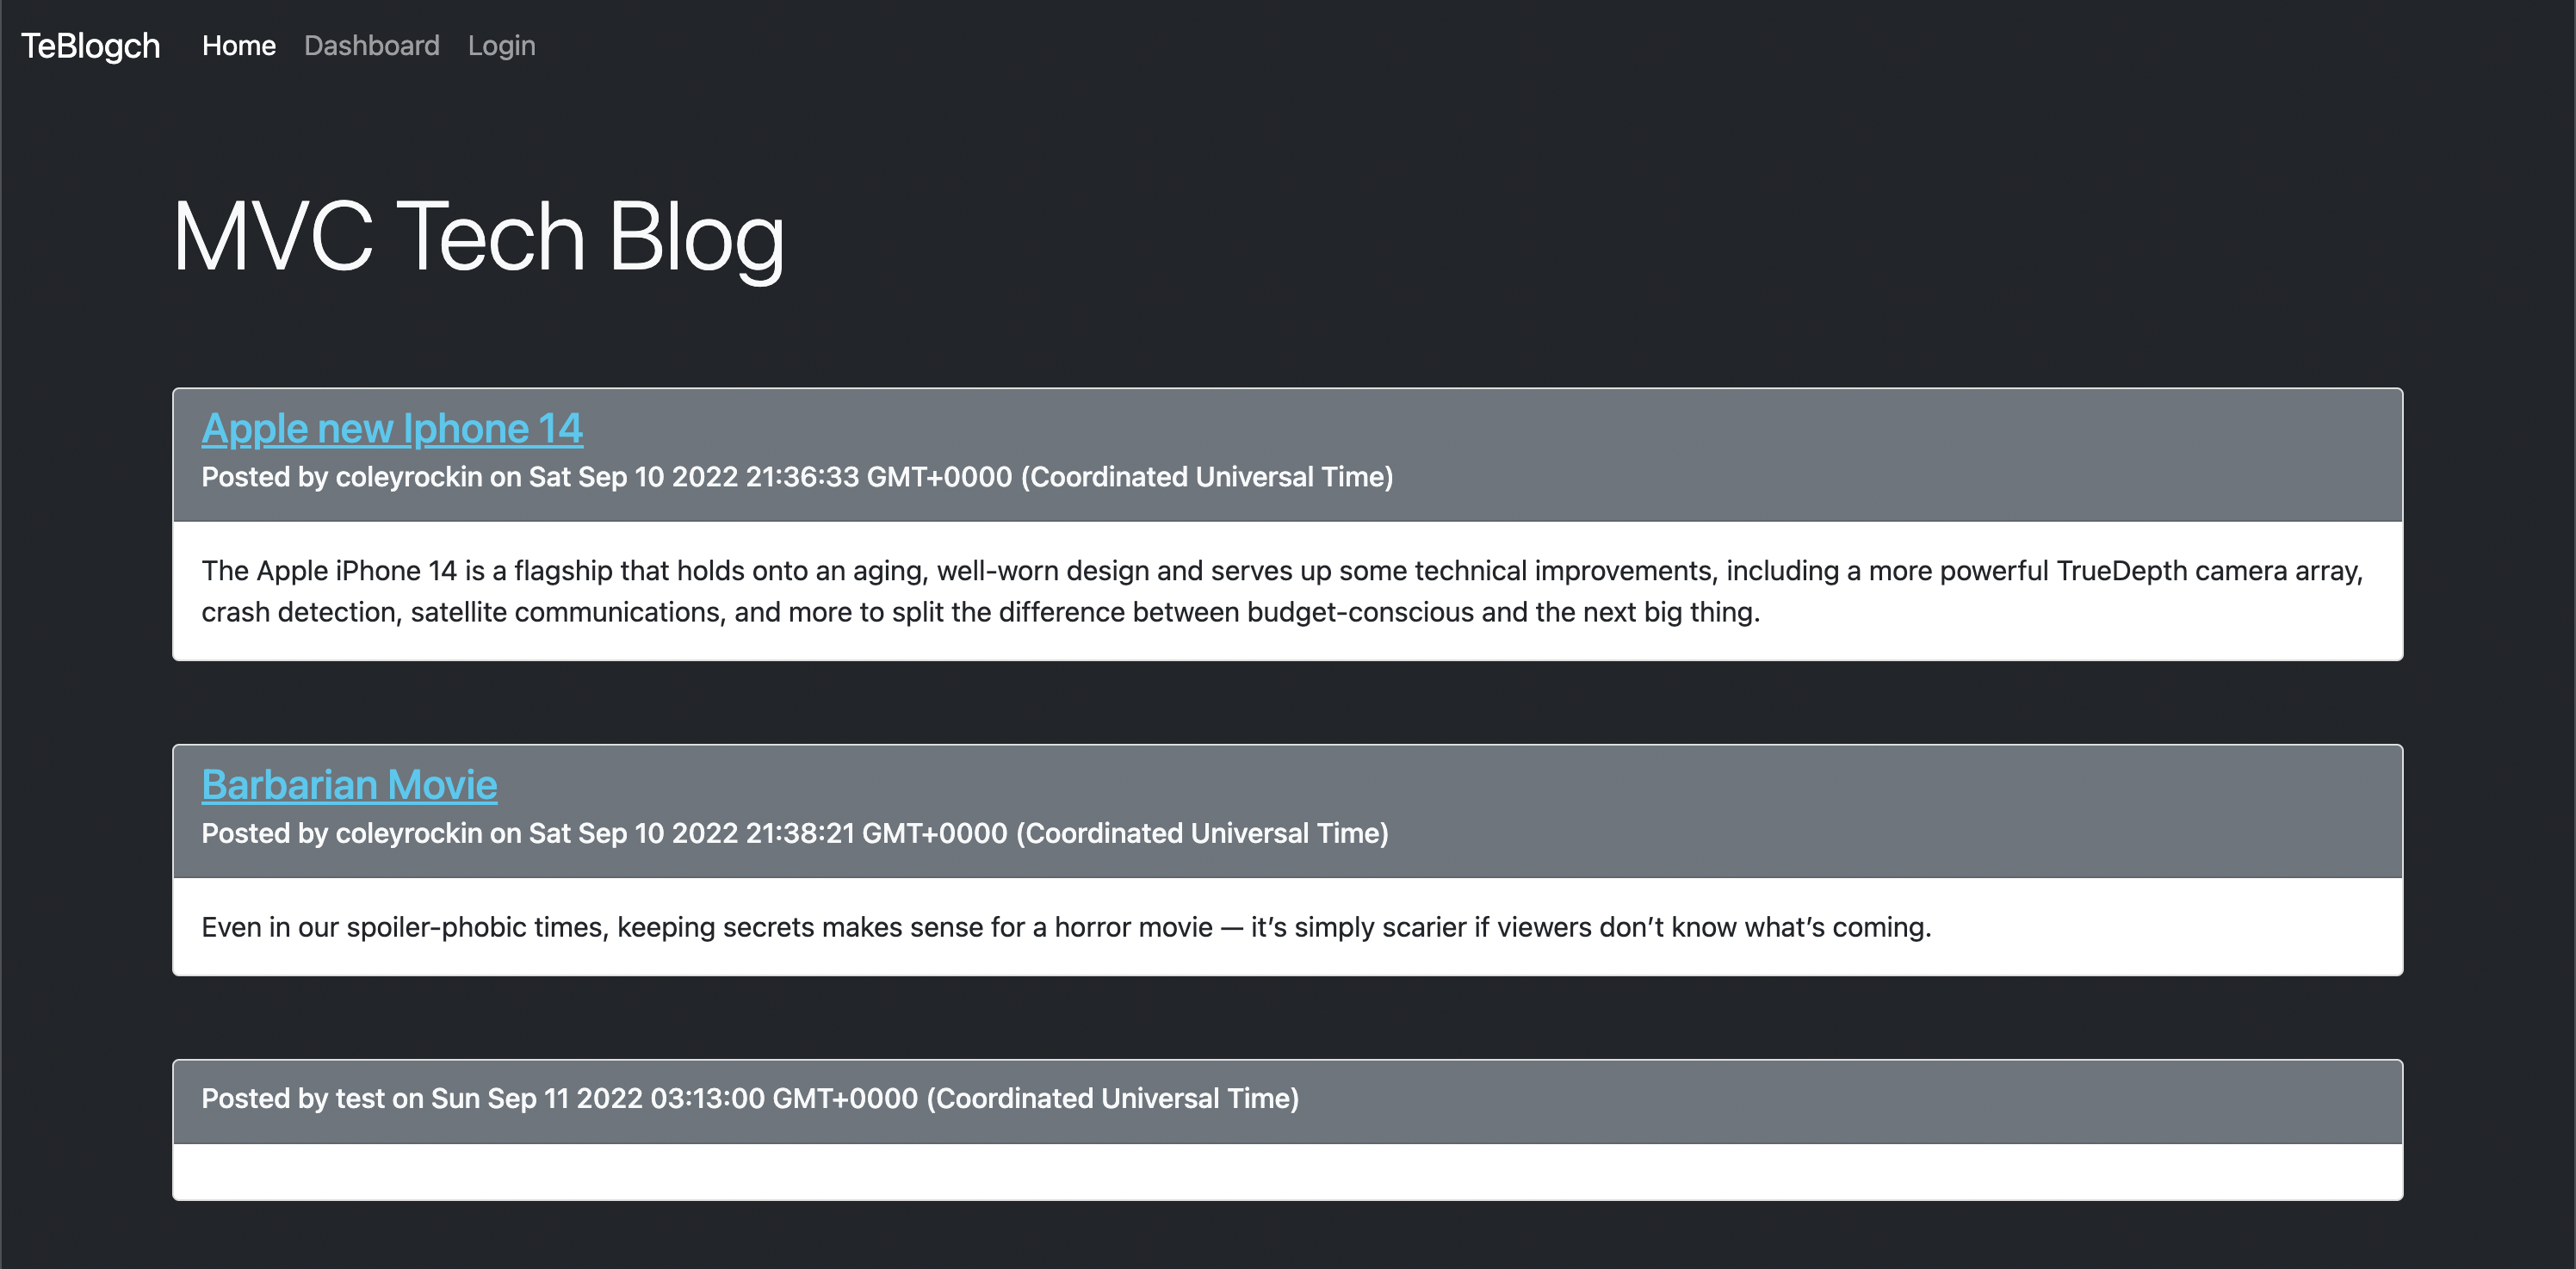 TeBlogch Home Dashboard Login
MVC Tech Blog
Apple new Iphone 14
Posted by coleyrockin on Sat Sep 10 2022 21:36:33 GMT+0000 (Coordinated Universal Time)
The Apple iPhone 14 is a flagship that holds onto an aging, well-worn design and serves up some technical improvements, including a more powerful TrueDepth camera array,
crash detection, satellite communications, and more to split the difference between budget-conscious and the next big thing.
Barbarian Movie
Posted by coleyrockin on Sat Sep 10 2022 21:38:21 GMT+0000 (Coordinated Universal Time)
Even in our spoiler-phobic times, keeping secrets makes sense for a horror movie — it’s simply scarier if viewers don’t know what’s coming.
Posted by test on Sun Sep 11 2022 03:13:00 GMT+0000 (Coordinated Universal Time)